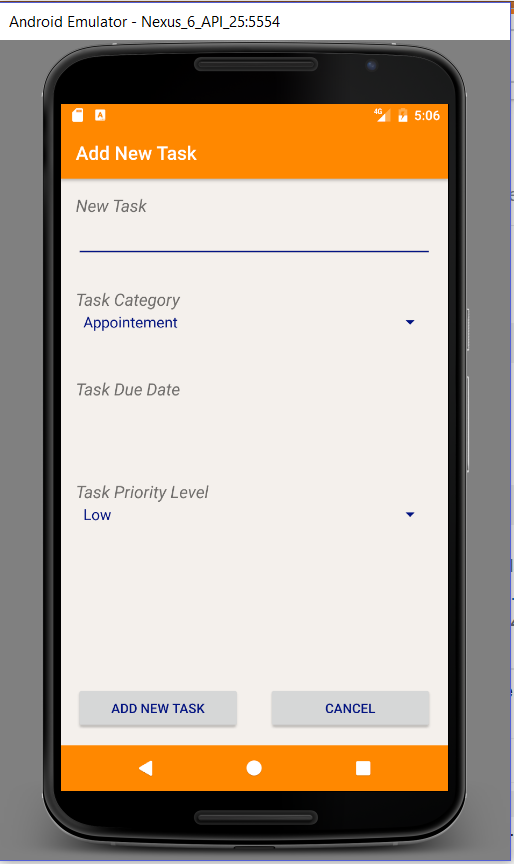 Android Emulator - Nexus_6_API_25:5554
4G 5:06
Add New Task
New Task
Task Category
Appointement
Task Due Date
Task Priority Level
Low
ADD NEW TASK CANCEL